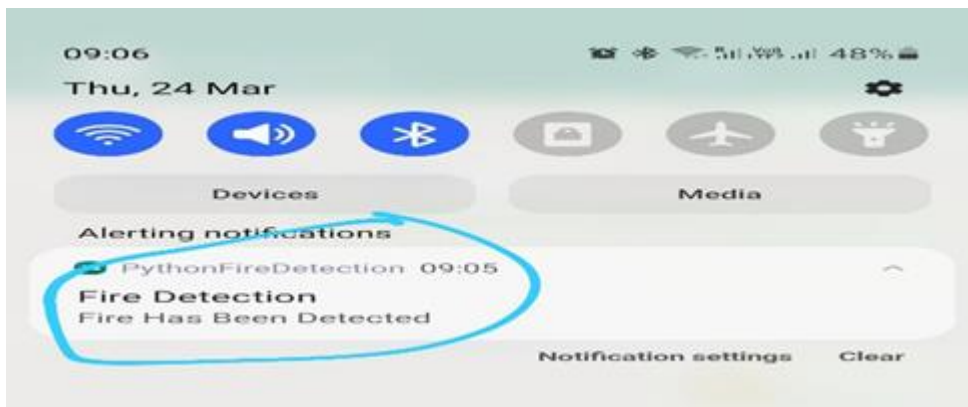 09:06
48%
Thu, 24 Mar
Devices Media
Alerting notifications
PythonFireDetection 09:05
Fire Detection
Fire Has Been Detected
Notification settings Clear